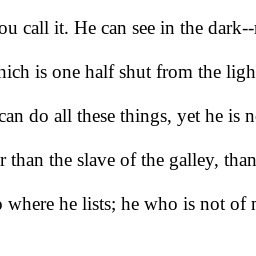 ou call it. He can see in the dark--
hich is one half shut from the ligh
can do all these things, yet he is n
r than the slave of the galley, than
o where he lists; he who is not of